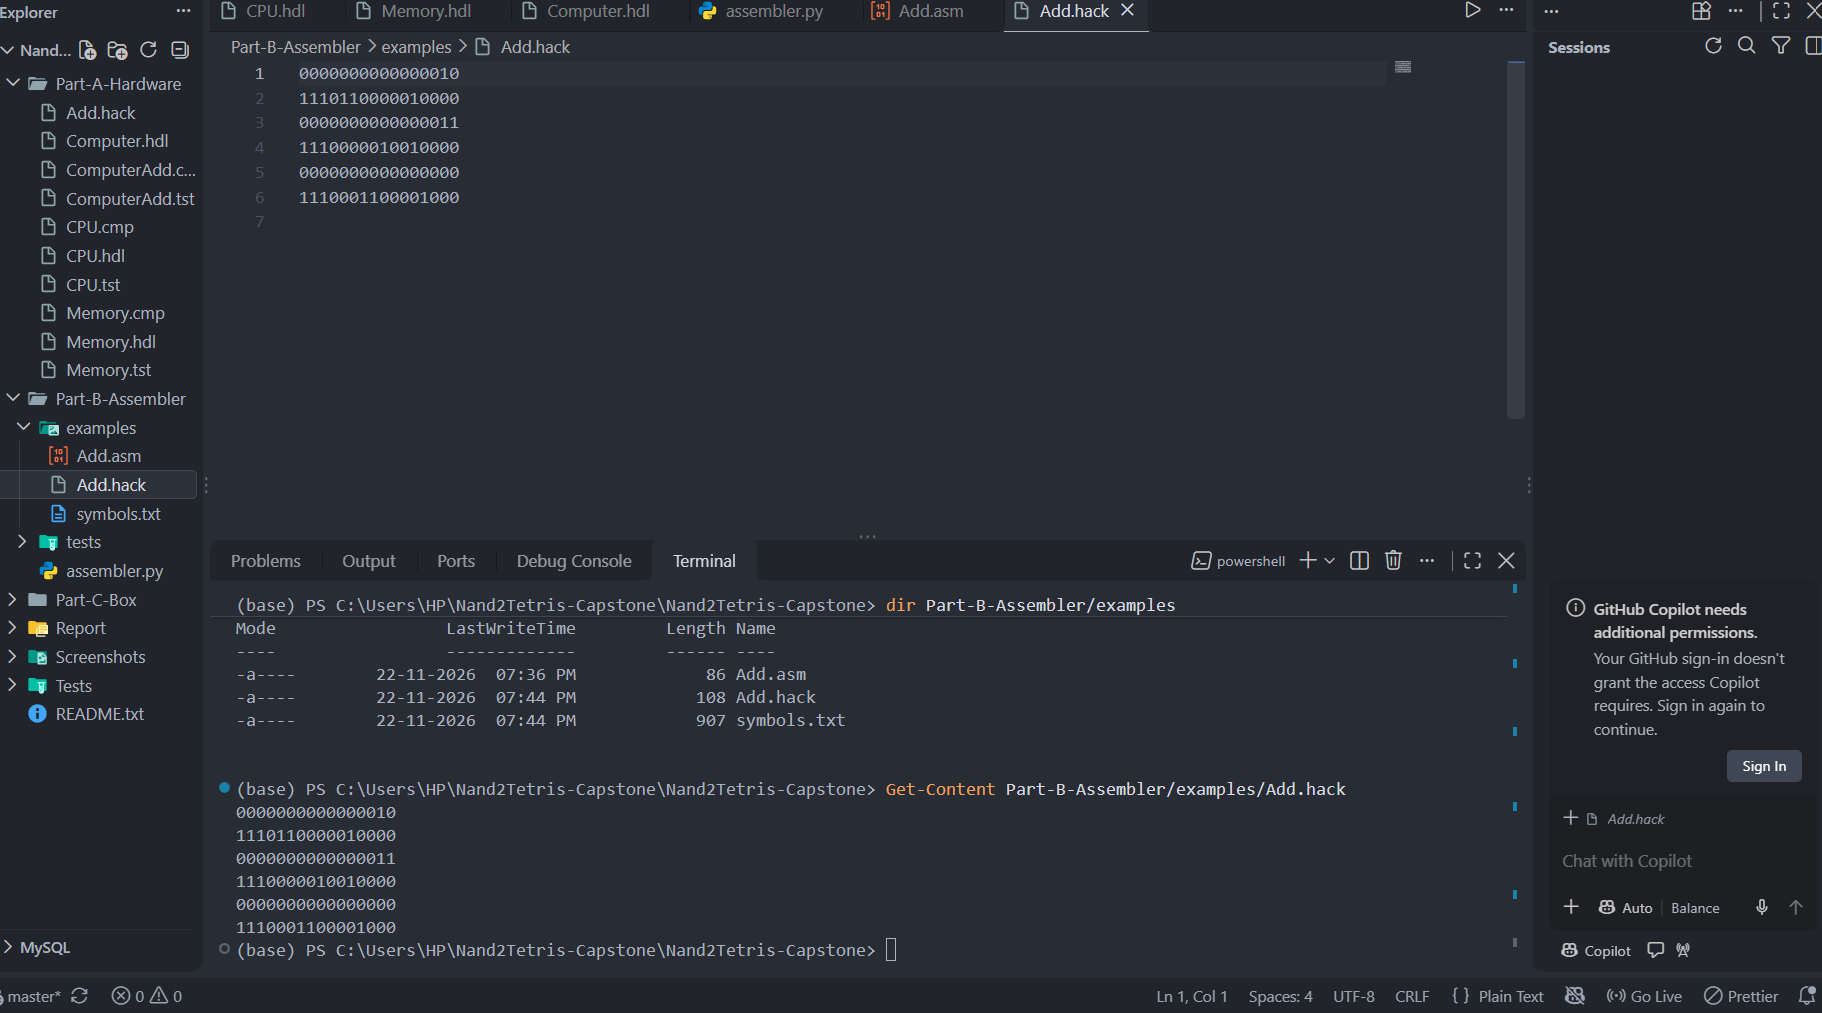 Explorer
Nand...
Part-A-Hardware
Add.hack
Computer.hdl
ComputerAdd.c...
ComputerAdd.tst
CPU.cmp
CPU.hdl
CPU.tst
Memory.cmp
Memory.hdl
Memory.tst
Part-B-Assembler
examples
Add.asm
Add.hack
symbols.txt
tests
assembler.py
Part-C-Box
Report
Screenshots
Tests
README.txt
MySQL
CPU.hdl Memory.hdl Computer.hdl assembler.py Add.asm Add.hack
Part-B-Assembler > examples > Add.hack
1 0000000000000010
2 1110110000010000
3 0000000000000011
4 1110000010010000
5 0000000000000000
6 1110001100001000
7
Problems Output Ports Debug Console Terminal powershell
(base) PS C:\Users\HP\Nand2Tetris-Capstone\Nand2Tetris-Capstone> dir Part-B-Assembler/examples
Mode LastWriteTime Length Name
---- ------------- ------ ----
-a---- 22-11-2026 07:36 PM 86 Add.asm
-a---- 22-11-2026 07:44 PM 108 Add.hack
-a---- 22-11-2026 07:44 PM 907 symbols.txt
(base) PS C:\Users\HP\Nand2Tetris-Capstone\Nand2Tetris-Capstone> Get-Content Part-B-Assembler/examples/Add.hack
0000000000000010
1110110000010000
0000000000000011
1110000010010000
0000000000000000
1110001100001000
(base) PS C:\Users\HP\Nand2Tetris-Capstone\Nand2Tetris-Capstone>
Sessions
GitHub Copilot needs
additional permissions.
Your GitHub sign-in doesn't
grant the access Copilot
requires. Sign in again to
continue.
Sign In
Add.hack
Chat with Copilot
Auto Balance
Copilot
master* 0 0 Ln 1, Col 1 Spaces: 4 UTF-8 CRLF { } Plain Text Go Live Prettier